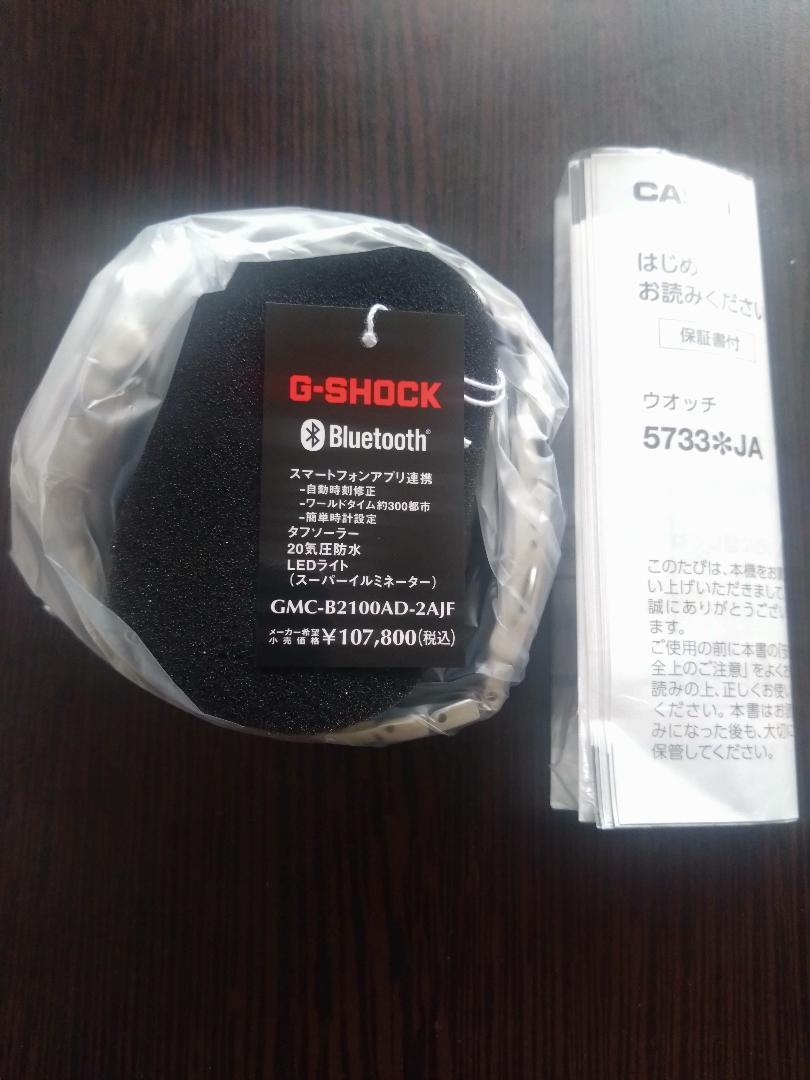 G-SHOCK
Bluetooth®
スマートフォンアプリ連携
-自動時刻修正
-ワールドタイム約300都市
-簡単時計設定
タフソーラー
20気圧防水
LEDライト
(スーパーイルミネーター)
GMC-B2100AD-2AJF
メーカー希望
小売価格 ¥107,800(税込)
CA
はじめ
お読みください
保証書付
ウオッチ
5733✻JA
このたびは、本機をお買
い上げいただきまして
誠にありがとうござい
ます。
ご使用の前に本書の「安
全上のご注意」をよくお
読みの上、正しくお使い
ください。本書はお読
みになった後も、大切に
保管してください。